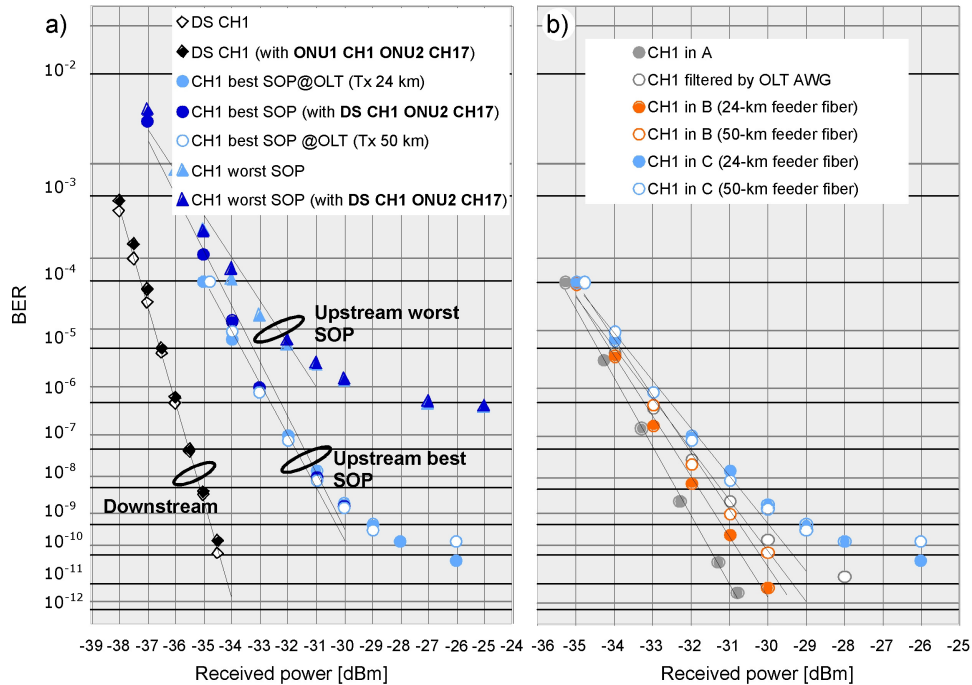 a)
DS CH1
DS CH1 (with ONU1 CH1 ONU2 CH17)
CH1 best SOP@OLT (Tx 24 km)
CH1 best SOP (with DS CH1 ONU2 CH17)
CH1 best SOP @OLT (Tx 50 km)
CH1 worst SOP
CH1 worst SOP (with DS CH1 ONU2 CH17)
10^-2
10^-3
10^-4
10^-5
10^-6
10^-7
10^-8
10^-9
10^-10
10^-11
10^-12
BER
Upstream worst
SOP
Upstream best
SOP
Downstream
-39 -38 -37 -36 -35 -34 -33 -32 -31 -30 -29 -28 -27 -26 -25 -24
Received power [dBm]
b)
CH1 in A
CH1 filtered by OLT AWG
CH1 in B (24-km feeder fiber)
CH1 in B (50-km feeder fiber)
CH1 in C (24-km feeder fiber)
CH1 in C (50-km feeder fiber)
-36 -35 -34 -33 -32 -31 -30 -29 -28 -27 -26 -25
Received power [dBm]